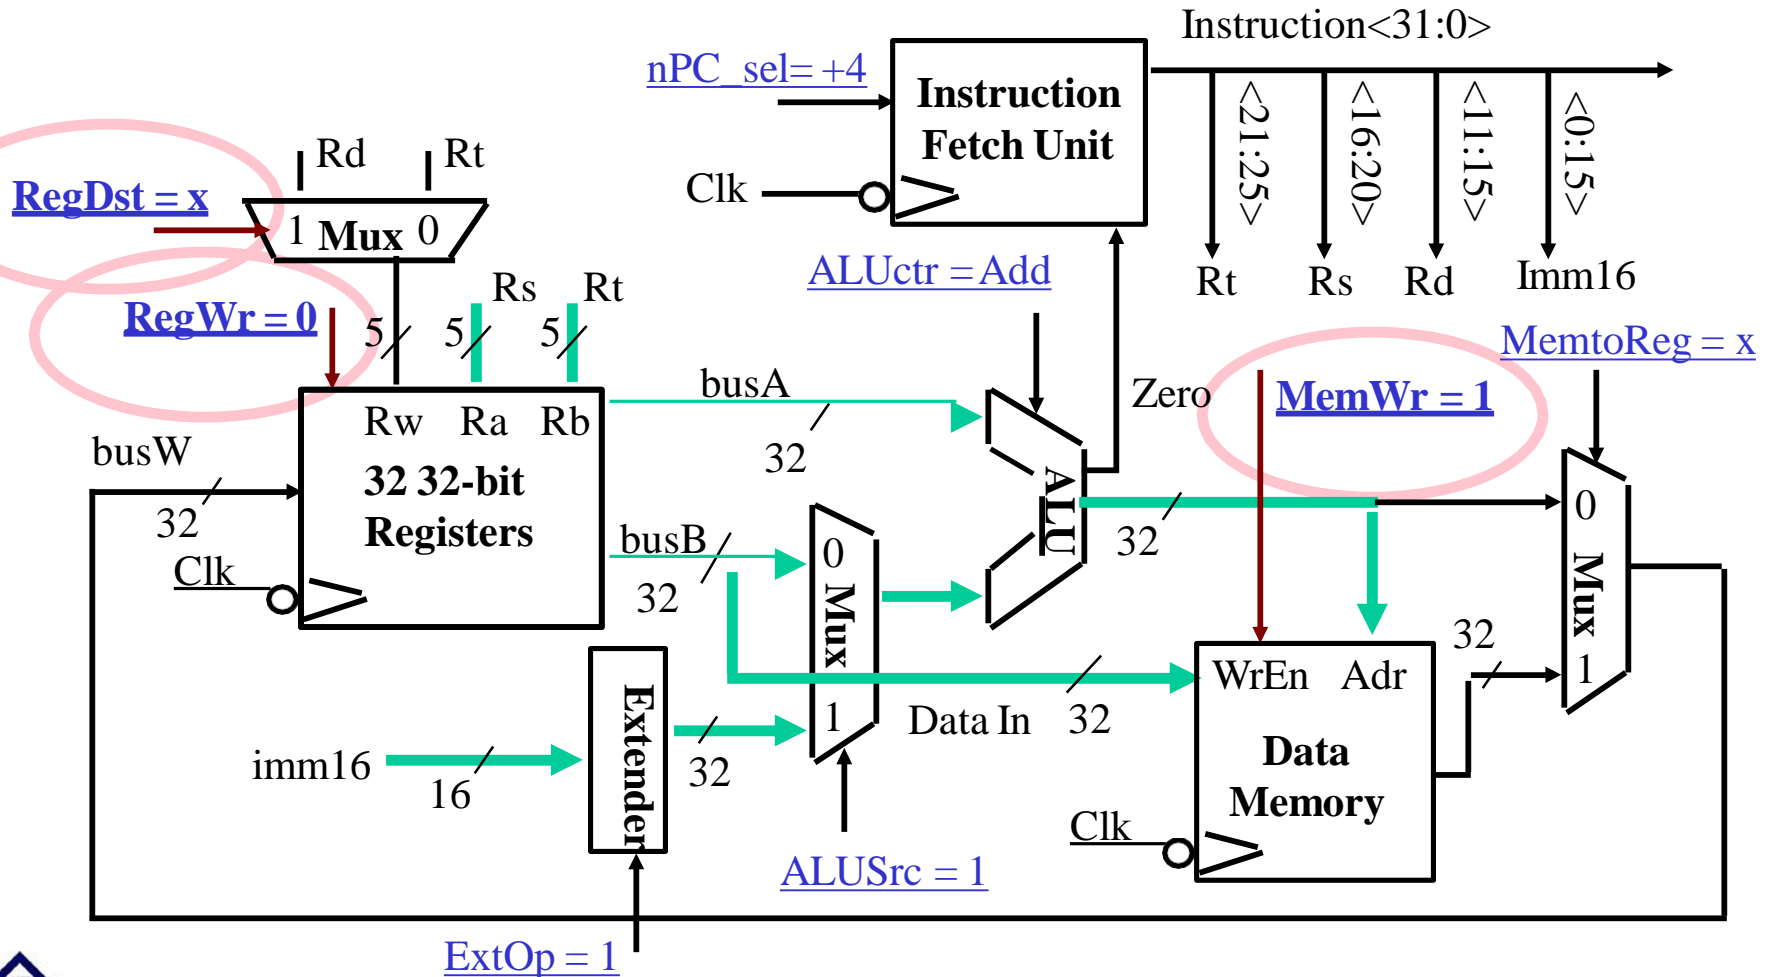 Instruction<31:0>
nPC_sel= +4
Instruction
Fetch Unit
<21:25>
<16:20>
<11:15>
<0:15>
Rd
Rt
RegDst = x
Clk
1 Mux 0
ALUctr = Add
Rt
Rs
Rd
Imm16
Rs
Rt
RegWr = 0
5
5
5
MemtoReg = x
busA
Zero
MemWr = 1
Rw Ra Rb
busW
32
32 32-bit
Registers
32
ALU
0
Mux
1
32
busB
0
Mux
1
32
Clk
32
WrEn Adr
Data
Memory
Extender
Data In
32
imm16
16
32
Clk
ALUSrc = 1
ExtOp = 1